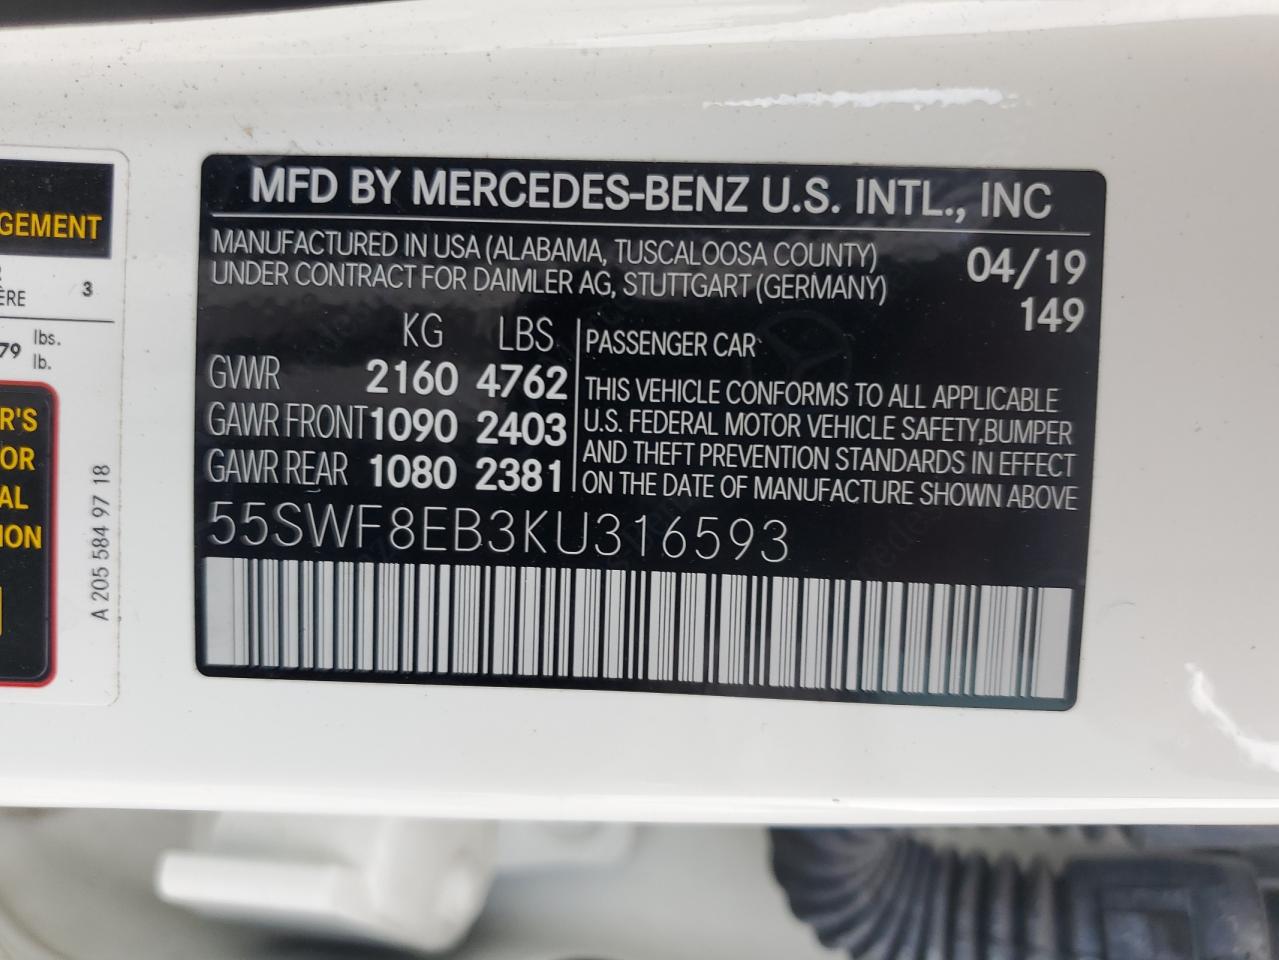 GEMENT
ÈRE 3
79 lbs.
lb.
R'S
OR
AL
ION
A 205 584 97 18
MFD BY MERCEDES-BENZ U.S. INTL., INC
MANUFACTURED IN USA (ALABAMA, TUSCALOOSA COUNTY) 04/19
UNDER CONTRACT FOR DAIMLER AG, STUTTGART (GERMANY) 149
KG LBS
GVWR 2160 4762
GAWR FRONT 1090 2403
GAWR REAR 1080 2381
PASSENGER CAR
THIS VEHICLE CONFORMS TO ALL APPLICABLE
U.S. FEDERAL MOTOR VEHICLE SAFETY,BUMPER
AND THEFT PREVENTION STANDARDS IN EFFECT
ON THE DATE OF MANUFACTURE SHOWN ABOVE
55SWF8EB3KU316593